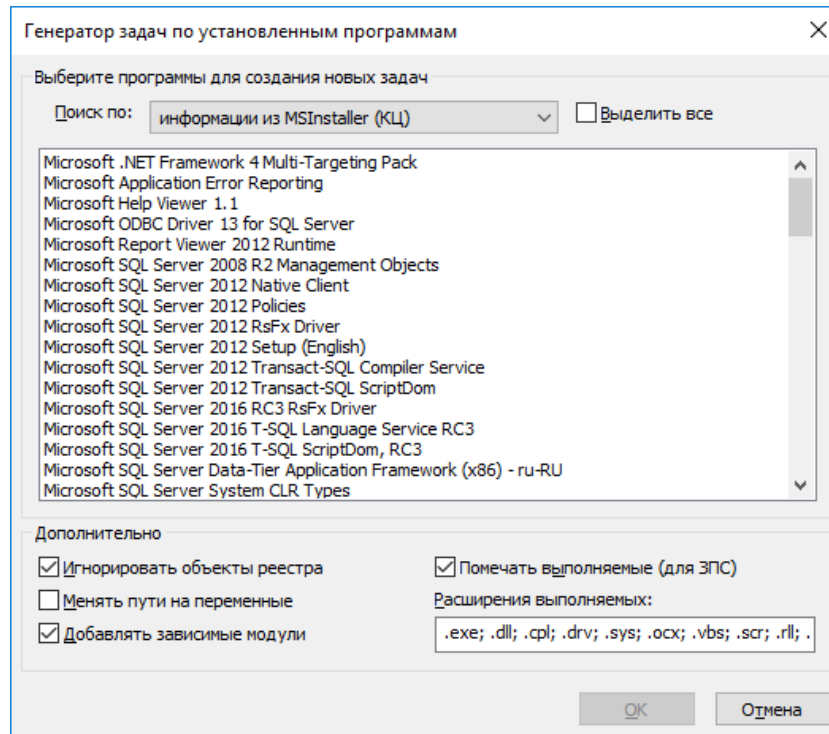 Генератор задач по установленным программам
Выберите программы для создания новых задач
Поиск по: информации из MSInstaller (КЦ) Выделить все
Microsoft .NET Framework 4 Multi-Targeting Pack
Microsoft Application Error Reporting
Microsoft Help Viewer 1.1
Microsoft ODBC Driver 13 for SQL Server
Microsoft Report Viewer 2012 Runtime
Microsoft SQL Server 2008 R2 Management Objects
Microsoft SQL Server 2012 Native Client
Microsoft SQL Server 2012 Policies
Microsoft SQL Server 2012 RsFx Driver
Microsoft SQL Server 2012 Setup (English)
Microsoft SQL Server 2012 Transact-SQL Compiler Service
Microsoft SQL Server 2012 Transact-SQL ScriptDom
Microsoft SQL Server 2016 RC3 RsFx Driver
Microsoft SQL Server 2016 T-SQL Language Service RC3
Microsoft SQL Server 2016 T-SQL ScriptDom, RC3
Microsoft SQL Server Data-Tier Application Framework (x86) - ru-RU
Microsoft SQL Server System CLR Types
Дополнительно
Игнорировать объекты реестра Помечать выполняемые (для ЗПС)
Менять пути на переменные Расширения выполняемых:
Добавлять зависимые модули .exe; .dll; .cpl; .drv; .sys; .ocx; .vbs; .scr; .rll; .
OK Отмена